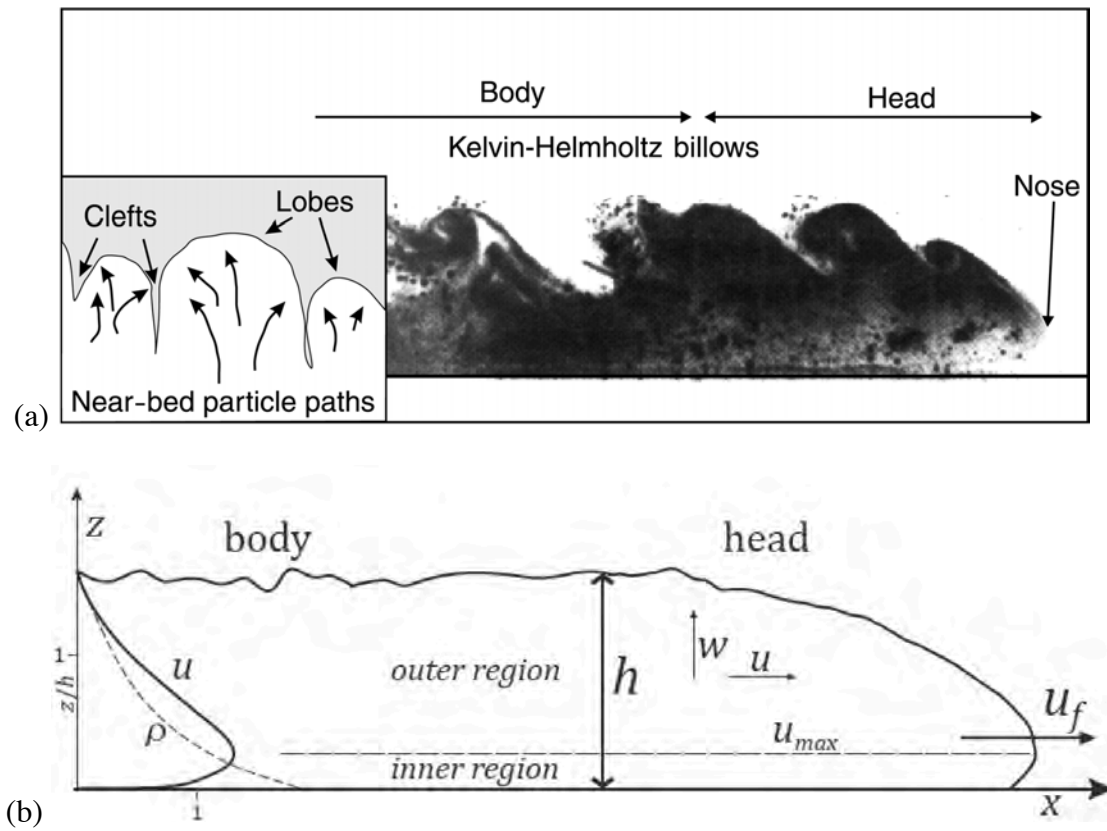 Body
Head
Kelvin-Helmholtz billows
Nose
Clefts
Lobes
Near-bed particle paths
(a)
z
body
head
1
z/h
u
ρ
outer region
h
w
u
u_f
u_max
inner region
1
x
(b)